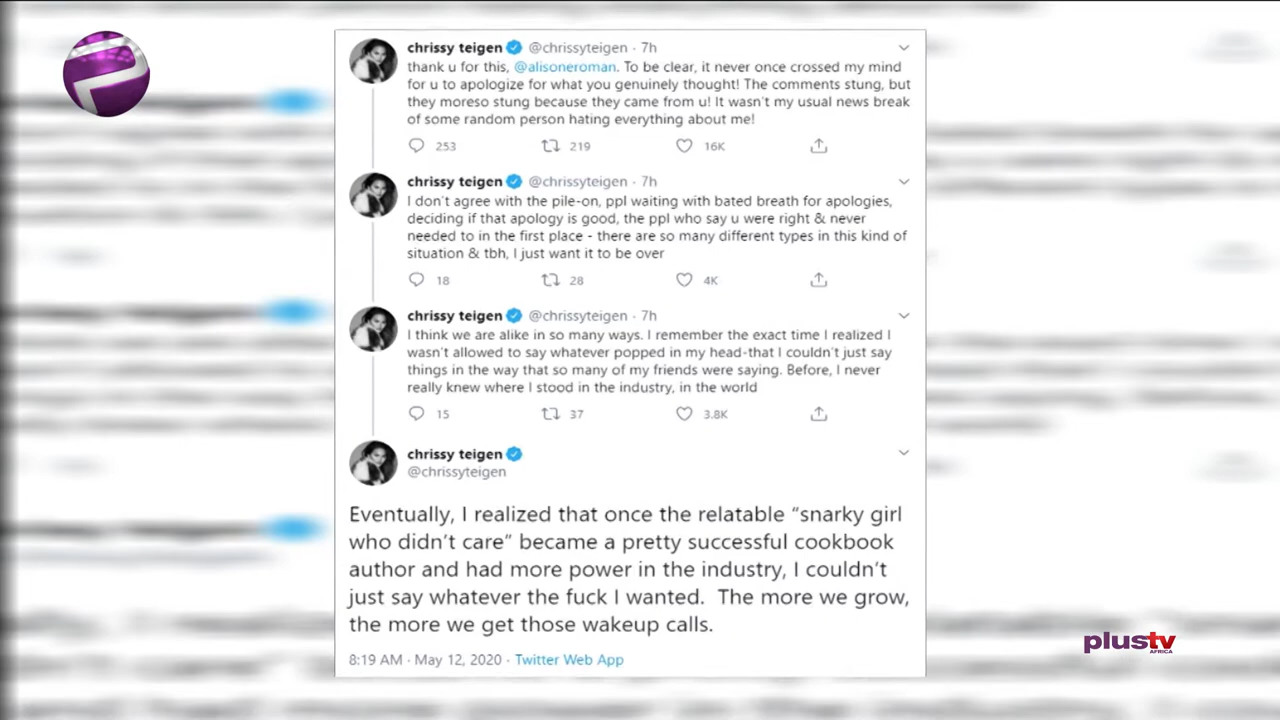 chrissy teigen @chrissyteigen · 7h
thank u for this, @alisoneroman. To be clear, it never once crossed my mind
for u to apologize for what you genuinely thought! The comments stung, but
they moreso stung because they came from u! It wasn't my usual news break
of some random person hating everything about me!
253 219 16K
chrissy teigen @chrissyteigen · 7h
I don't agree with the pile-on, ppl waiting with bated breath for apologies,
deciding if that apology is good, the ppl who say u were right & never
needed to in the first place - there are so many different types in this kind of
situation & tbh, I just want it to be over
18 28 4K
chrissy teigen @chrissyteigen · 7h
I think we are alike in so many ways. I remember the exact time I realized I
wasn't allowed to say whatever popped in my head-that I couldn't just say
things in the way that so many of my friends were saying. Before, I never
really knew where I stood in the industry, in the world
15 37 3.8K
chrissy teigen
@chrissyteigen
Eventually, I realized that once the relatable “snarky girl
who didn’t care” became a pretty successful cookbook
author and had more power in the industry, I couldn’t
just say whatever the fuck I wanted.  The more we grow,
the more we get those wakeup calls.
8:19 AM · May 12, 2020 · Twitter Web App
plustv
AFRICA